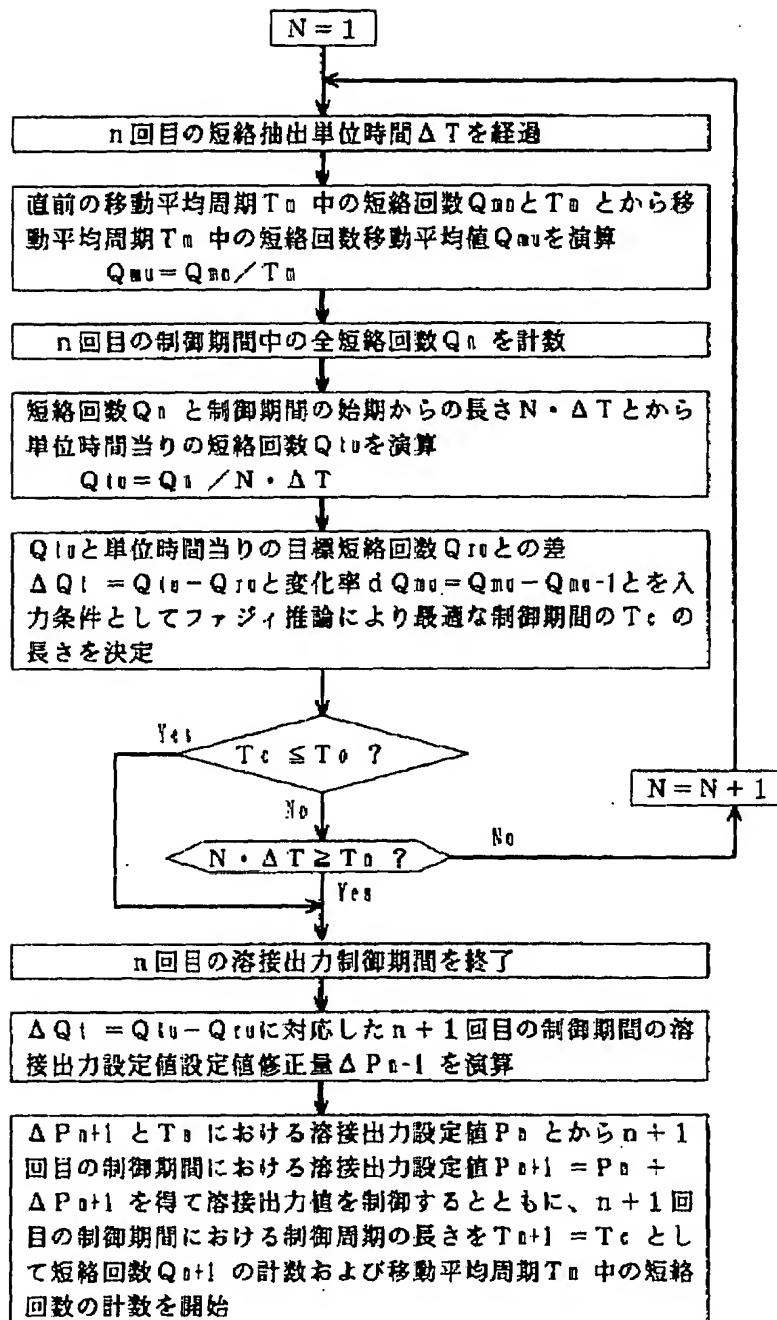 N=1
n回目の短絡抽出単位時間ΔTを経過
直前の移動平均周期Tm 中の短絡回数QmnとTm とから移
動平均周期Tm 中の短絡回数移動平均値Qmuを演算
Qmu=Qmn/Tm
n回目の制御期間中の全短絡回数Qn を計数
短絡回数Qn と制御期間の始期からの長さN・ΔTとから
単位時間当りの短絡回数Qtuを演算
Qtu=Qn /N・ΔT
Qtuと単位時間当りの目標短絡回数Qruとの差
ΔQt =Qtu-Qruと変化率dQmu=Qmu-Qmu-1とを入
力条件としてファジィ推論により最適な制御期間のTc の
長さを決定
Yes
Tc ≦Tn ?
N=N+1
No
N・ΔT≧Tn ?
No
Yes
n回目の溶接出力制御期間を終了
ΔQt =Qtu-Qruに対応したn+1回目の制御期間の溶
接出力設定値設定値修正量ΔPn-1 を演算
ΔPn+1 とTn における溶接出力設定値Pn とからn+1
回目の制御期間における溶接出力設定値Pn+1 =Pn +
ΔPn+1 を得て溶接出力値を制御するとともに、n+1回
目の制御期間における制御周期の長さをTn+1 =Tc とし
て短絡回数Qn+1 の計数および移動平均周期Tm 中の短絡
回数の計数を開始